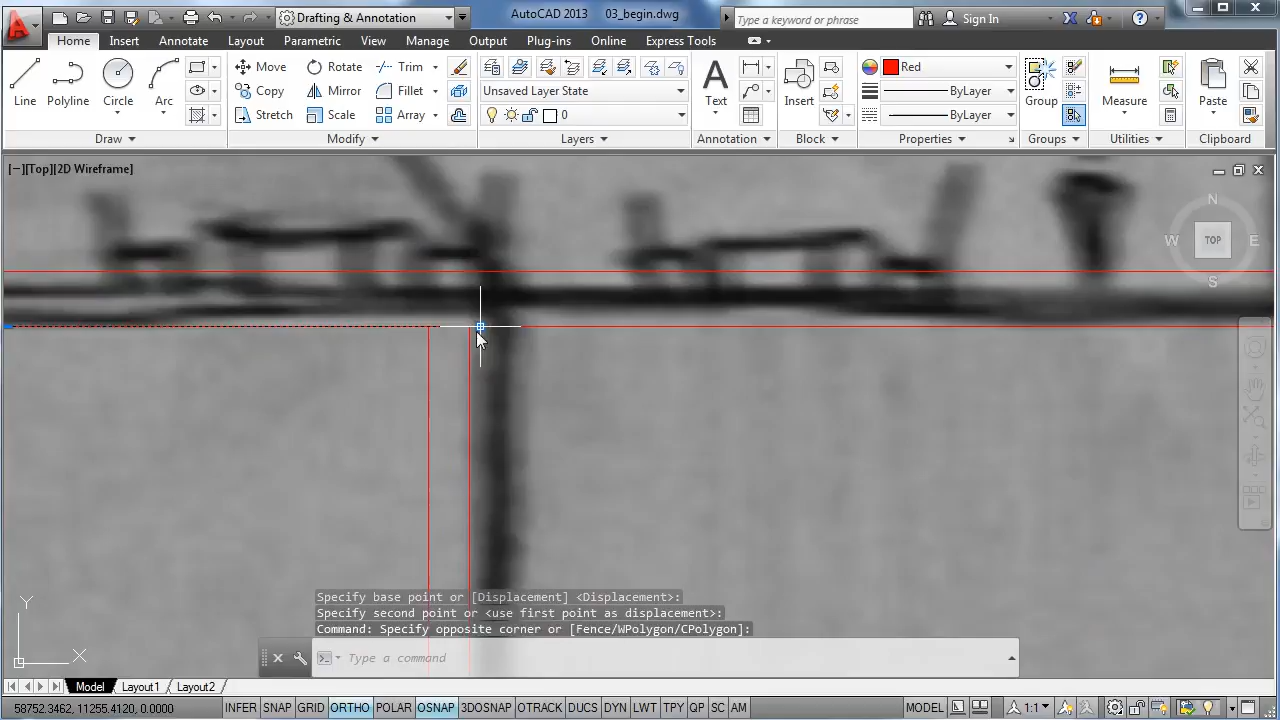 Drafting & Annotation
AutoCAD 2013 03_begin.dwg
Type a keyword or phrase
Sign In
Home Insert Annotate Layout Parametric View Manage Output Plug-ins Online Express Tools
Line Polyline Circle Arc
Move Rotate Trim
Copy Mirror Fillet
Stretch Scale Array
Unsaved Layer State
0
Text
Insert
Red
ByLayer
ByLayer
Group
Measure
Paste
Draw Modify Layers Annotation Block Properties Groups Utilities Clipboard
[−][Top][2D Wireframe]
N
W TOP E
S
Specify base point or [Displacement] <Displacement>:
Specify second point or <use first point as displacement>:
Command: Specify opposite corner or [Fence/WPolygon/CPolygon]:
Type a command
Y
X
Model Layout1 Layout2
58752.3462, 11255.4120, 0.0000 INFER SNAP GRID ORTHO POLAR OSNAP 3DOSNAP OTRACK DUCS DYN LWT TPY QP SC AM MODEL 1:1